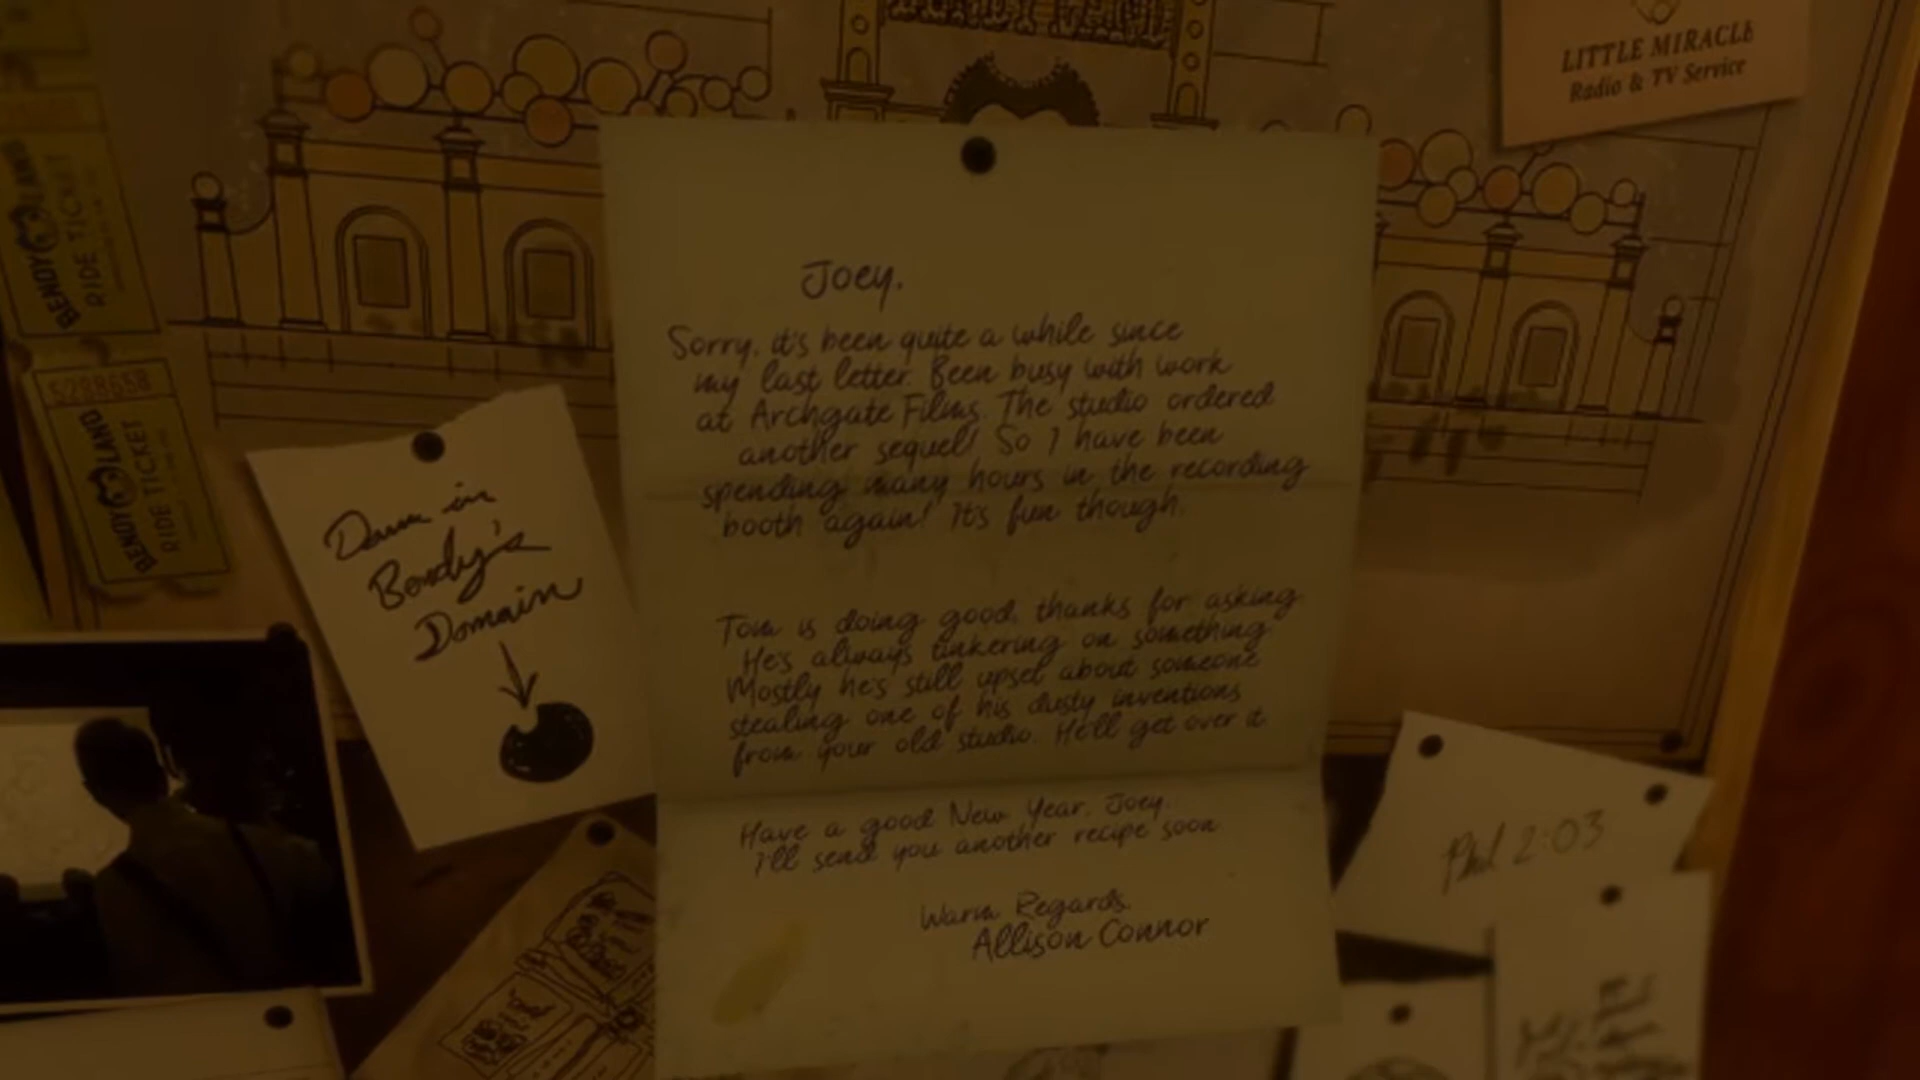 LITTLE MIRACLE
Radio & TV Service
BENDY LAND
RIDE TICKET
5288658
BENDY LAND
RIDE TICKET
Down in
Bendy's
Domain
Joey,
Sorry, it's been quite a while since
my last letter. Been busy with work
at Archgate Films. The studio ordered
another sequel! So I have been
spending many hours in the recording
booth again! It's fun though.
Tom is doing good, thanks for asking
He's always tinkering on something
Mostly he's still upset about someone
stealing one of his dusty inventions
from your old studio. He'll get over it
Have a good New Year, Joey.
I'll send you another recipe soon
Warm Regards,
Allison Connor
Phil 2:03